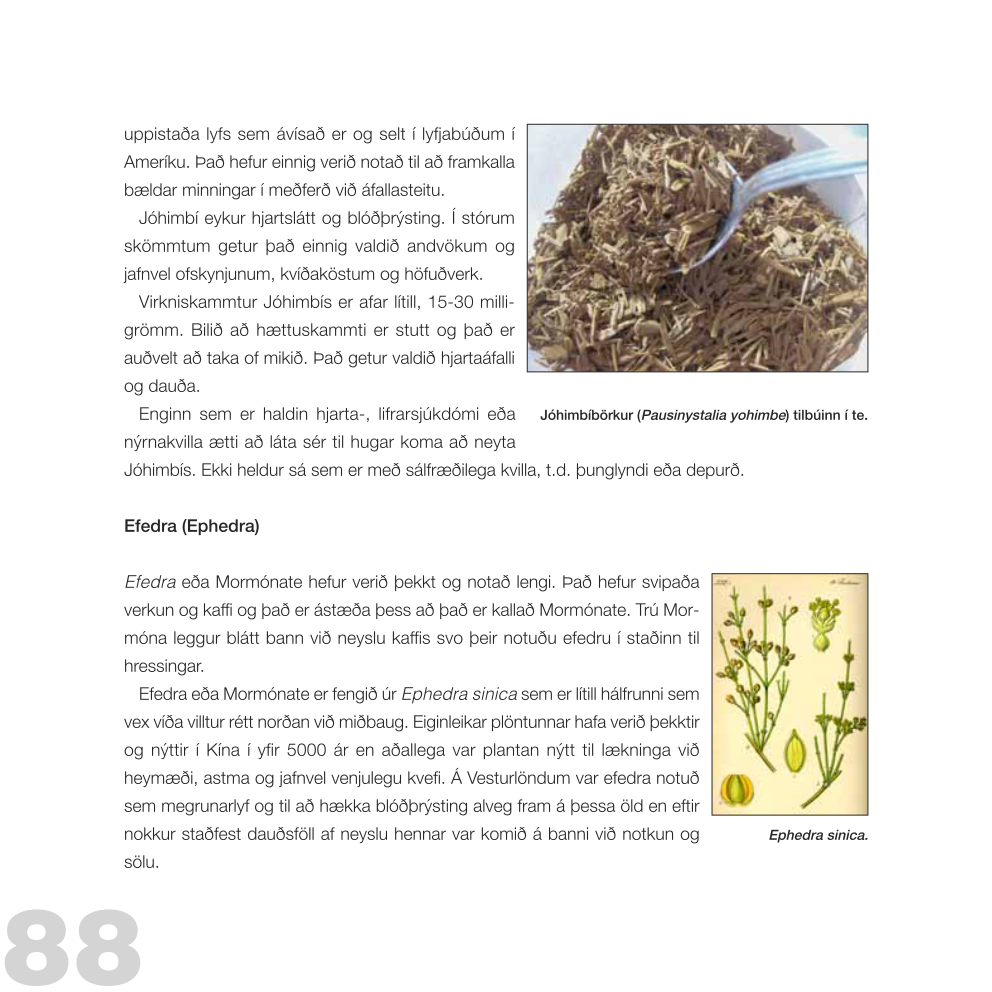 uppistaða lyfs sem ávísað er og selt í lyfjabúðum í
Ameríku. Það hefur einnig verið notað til að framkalla
bældar minningar í meðferð við áfallasteitu.
Jóhimbí eykur hjartslátt og blóðþrýsting. Í stórum
skömmtum getur það einnig valdið andvökum og
jafnvel ofskynjunum, kvíðaköstum og höfuðverk.
Virkniskammtur Jóhimbís er afar lítill, 15-30 milli-
grömm. Bilið að hættuskammti er stutt og það er
auðvelt að taka of mikið. Það getur valdið hjartaáfalli
og dauða.
Enginn sem er haldin hjarta-, lifrarsjúkdómi eða
nýrnakvilla ætti að láta sér til hugar koma að neyta
Jóhimbís. Ekki heldur sá sem er með sálfræðilega kvilla, t.d. þunglyndi eða depurð.
Jóhimbíbörkur (Pausinystalia yohimbe) tilbúinn í te.
Efedra (Ephedra)
Efedra eða Mormónate hefur verið þekkt og notað lengi. Það hefur svipaða
verkun og kaffi og það er ástæða þess að það er kallað Mormónate. Trú Mor-
móna leggur blátt bann við neyslu kaffis svo þeir notuðu efedru í staðinn til
hressingar.
Efedra eða Mormónate er fengið úr Ephedra sinica sem er lítill hálfrunni sem
vex víða villtur rétt norðan við miðbaug. Eiginleikar plöntunnar hafa verið þekktir
og nýttir í Kína í yfir 5000 ár en aðallega var plantan nýtt til lækninga við
heymæði, astma og jafnvel venjulegu kvefi. Á Vesturlöndum var efedra notuð
sem megrunarlyf og til að hækka blóðþrýsting alveg fram á þessa öld en eftir
nokkur staðfest dauðsföll af neyslu hennar var komið á banni við notkun og
sölu.
Ephedra sinica.
88